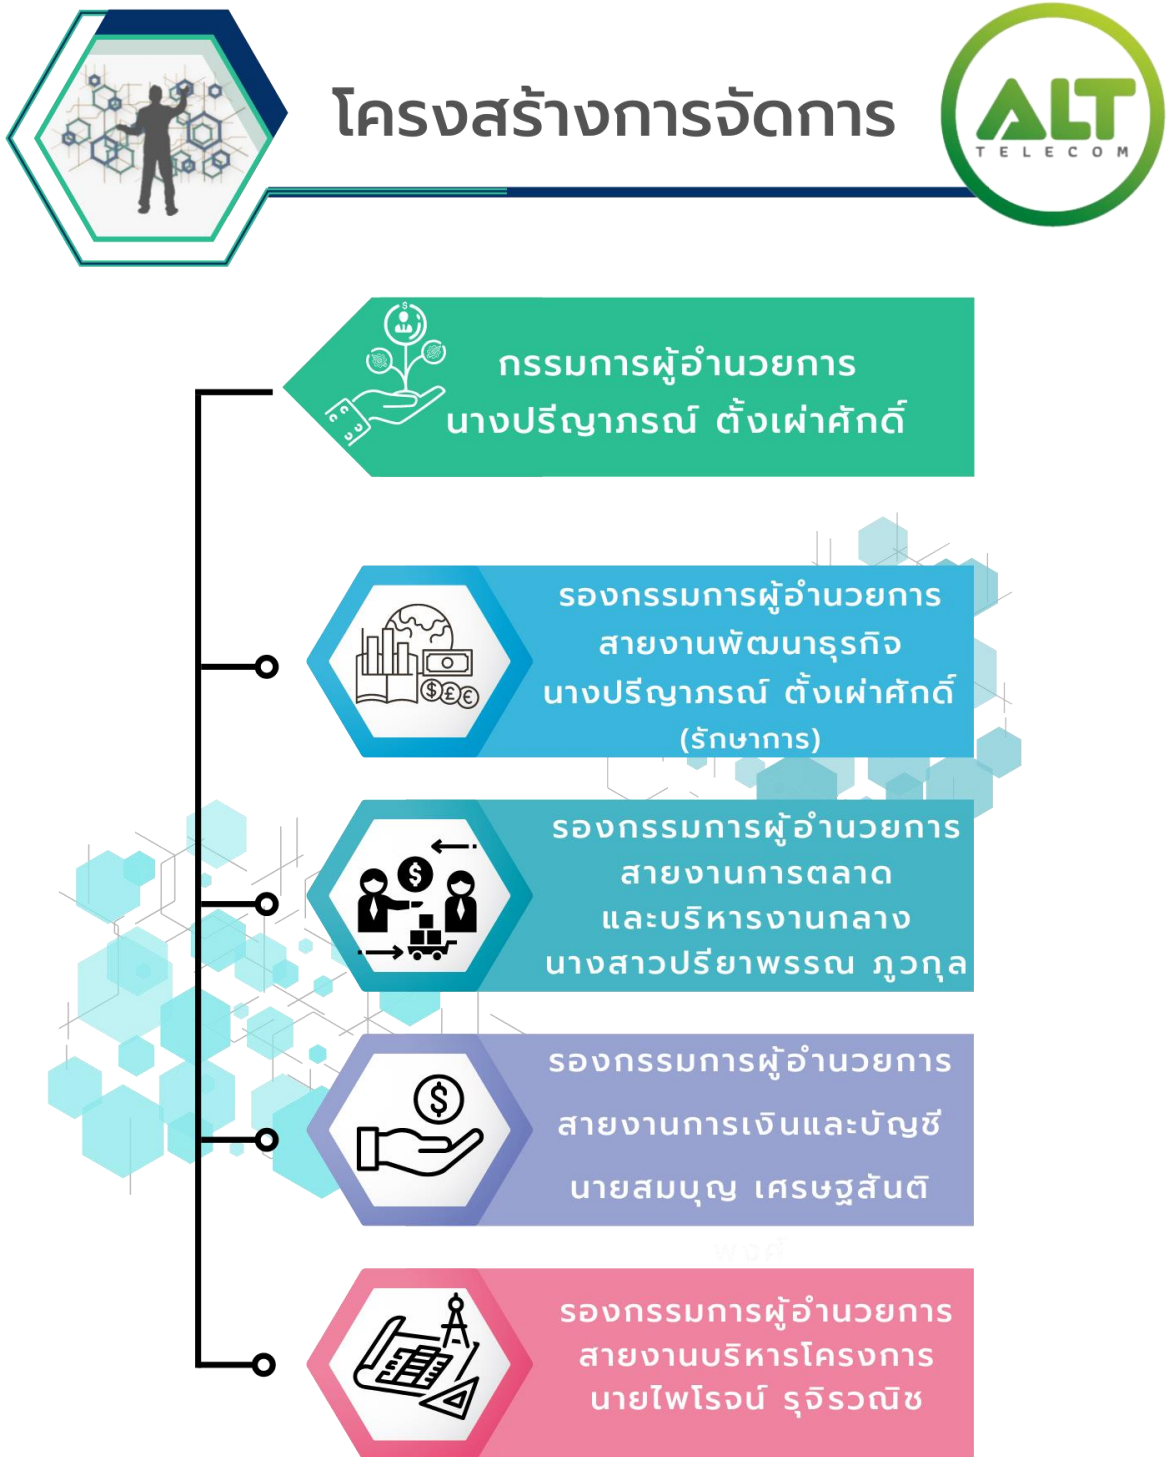 โครงสร้างการจัดการ
ALT
TELECOM
กรรมการผู้อำนวยการ
นางปรีญาภรณ์ ตั้งเผ่าศักดิ์
รองกรรมการผู้อำนวยการ
สายงานพัฒนาธุรกิจ
นางปรีญาภรณ์ ตั้งเผ่าศักดิ์
(รักษาการ)
รองกรรมการผู้อำนวยการ
สายงานการตลาด
และบริหารงานกลาง
นางสาวปรียาพรรณ ภูวกุล
รองกรรมการผู้อำนวยการ
สายงานการเงินและบัญชี
นายสมบุญ เศรษฐสันติ
พงศ์
รองกรรมการผู้อำนวยการ
สายงานบริหารโครงการ
นายไพโรจน์ รุจิรวณิช